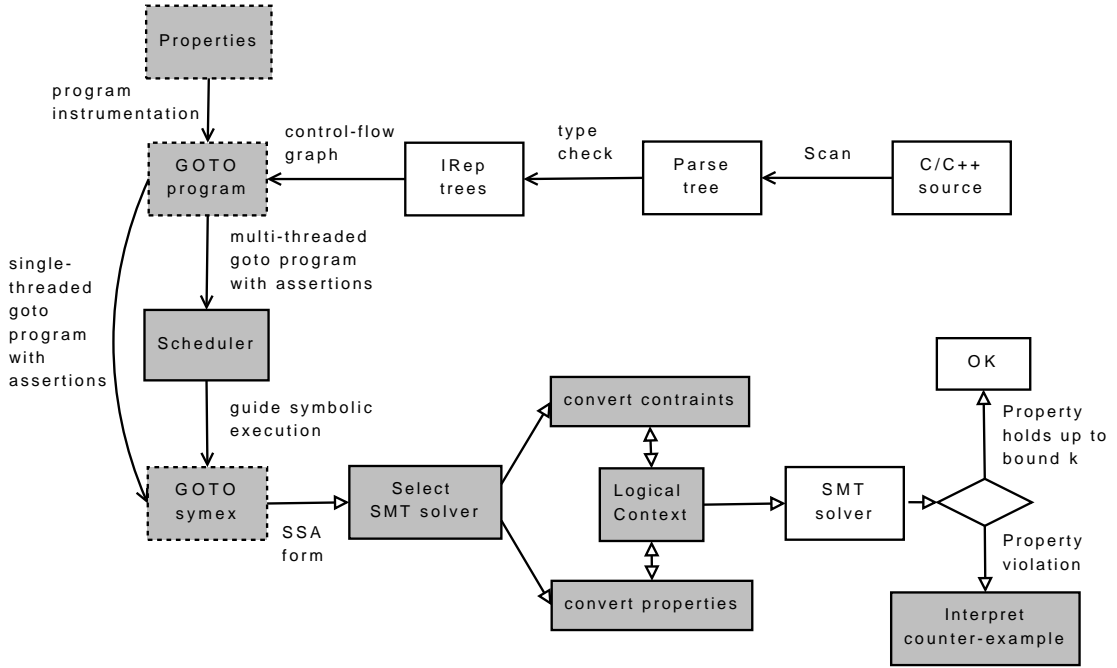 Properties
program
instrumentation
GOTO
program
control-flow
graph
IRep
trees
type
check
Parse
tree
Scan
C/C++
source
multi-threaded
goto program
with assertions
single-
threaded
goto
program
with
assertions
Scheduler
guide symbolic
execution
GOTO
symex
SSA
form
Select
SMT solver
convert contraints
Logical
Context
convert properties
SMT
solver
OK
Property
holds up to
bound k
Property
violation
Interpret
counter-example